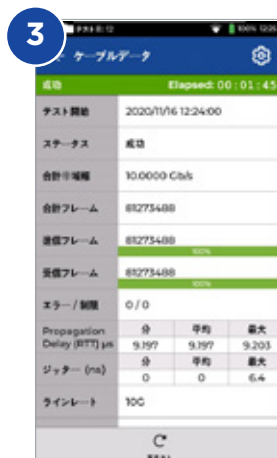 3
100% 12:25
ケーブルデータ
成功
Elapsed: 00:01:45
テスト開始 2020/11/16 12:24:00
ステータス 成功
合計帯域幅 10.0000 Gb/s
合計フレーム 81273488
送信フレーム 81273488
100%
受信フレーム 81273488
100%
エラー / 制限 0 / 0
Propagation Delay (RTT) μs
分 平均 最大
9.197 9.197 9.203
ジッター (ns)
分 平均 最大
0 0 6.4
ラインレート 10G